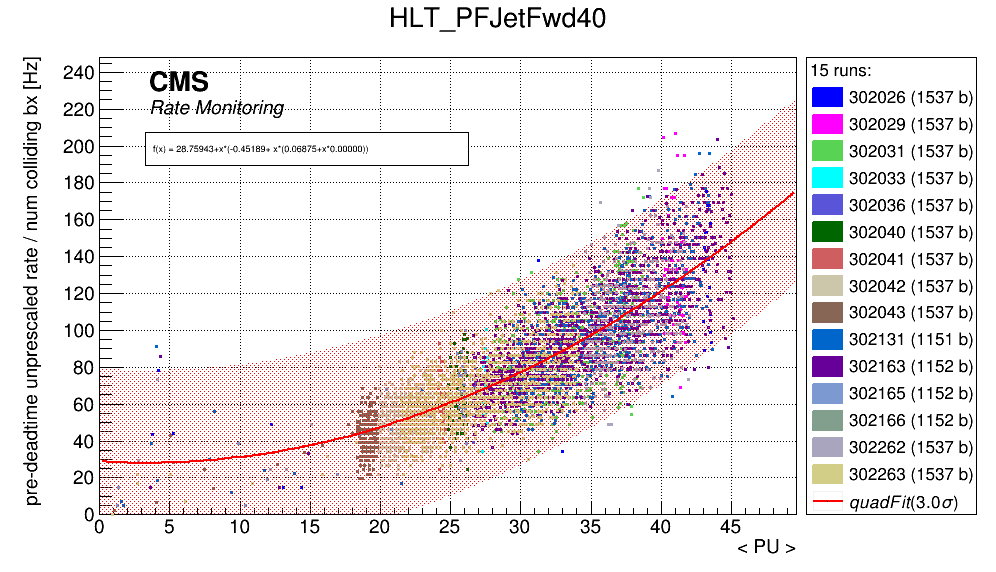 HLT_PFJetFwd40
pre-deadtime unprescaled rate / num colliding bx [Hz]
CMS
Rate Monitoring
f(x) = 28.75943+x*(-0.45189+ x*(0.06875+x*0.00000))
240
220
200
180
160
140
120
100
80
60
40
20
0
0 5 10 15 20 25 30 35 40 45
< PU >
15 runs:
302026 (1537 b)
302029 (1537 b)
302031 (1537 b)
302033 (1537 b)
302036 (1537 b)
302040 (1537 b)
302041 (1537 b)
302042 (1537 b)
302043 (1537 b)
302131 (1151 b)
302163 (1152 b)
302165 (1152 b)
302166 (1152 b)
302262 (1537 b)
302263 (1537 b)
quadFit(3.0σ)